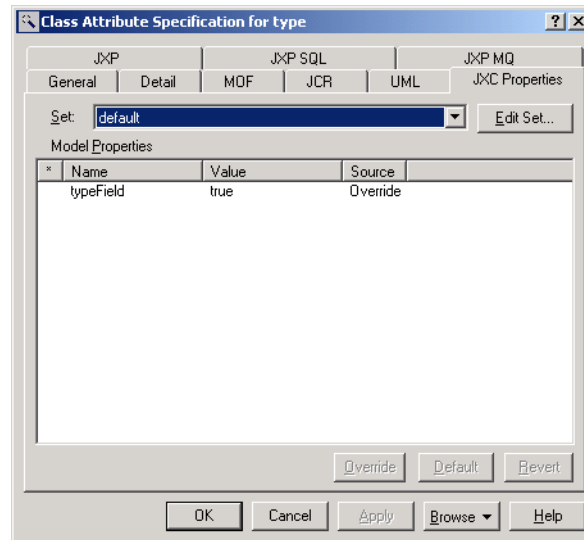 Class Attribute Specification for type
JXP JXP SQL JXP MQ
General Detail MOF JCR UML JXC Properties
Set: default Edit Set...
Model Properties
* Name Value Source
typeField true Override
Override Default Revert
OK Cancel Apply Browse Help